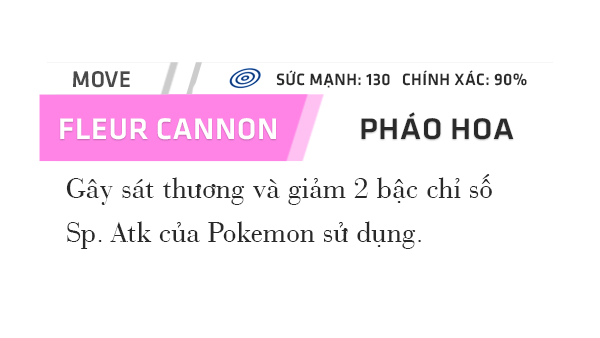 MOVE
SỨC MẠNH: 130 CHÍNH XÁC: 90%
FLEUR CANNON
PHÁO HOA
Gây sát thương và giảm 2 bậc chỉ số
Sp. Atk của Pokemon sử dụng.